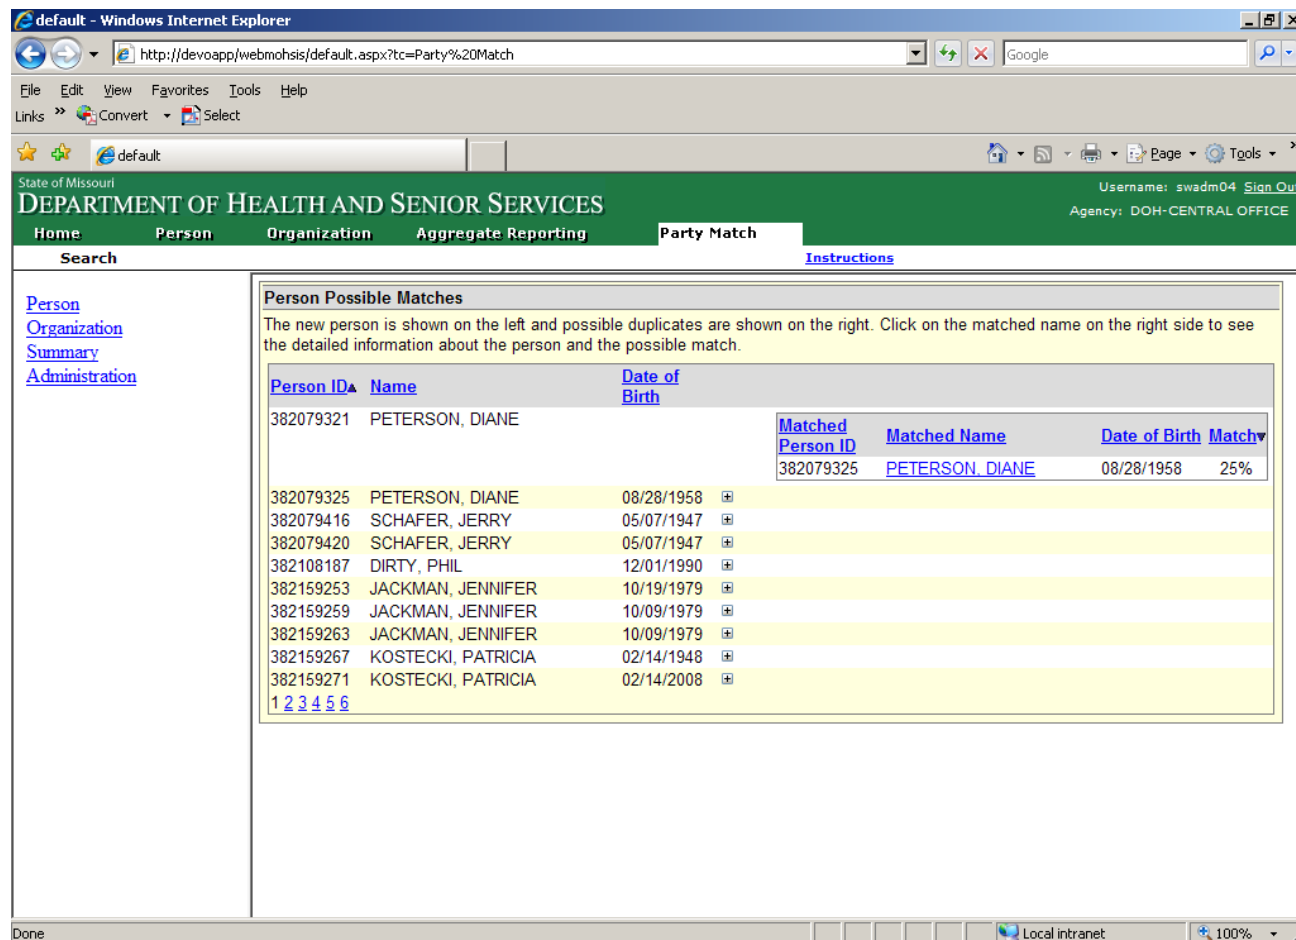 default - Windows Internet Explorer
http://devoapp/webmohsis/default.aspx?tc=Party%20Match
Google
File Edit View Favorites Tools Help
Links » Convert Select
default
Page Tools »
State of Missouri
DEPARTMENT OF HEALTH AND SENIOR SERVICES
Username: swadm04 Sign Out
Agency: DOH-CENTRAL OFFICE
Home Person Organization Aggregate Reporting Party Match
Search Instructions
Person
Organization
Summary
Administration
Person Possible Matches
The new person is shown on the left and possible duplicates are shown on the right. Click on the matched name on the right side to see
the detailed information about the person and the possible match.
Person ID▲ Name Date of Birth
382079321 PETERSON, DIANE
Matched Person ID Matched Name Date of Birth Match▼
382079325 PETERSON, DIANE 08/28/1958 25%
382079325 PETERSON, DIANE 08/28/1958
382079416 SCHAFER, JERRY 05/07/1947
382079420 SCHAFER, JERRY 05/07/1947
382108187 DIRTY, PHIL 12/01/1990
382159253 JACKMAN, JENNIFER 10/19/1979
382159259 JACKMAN, JENNIFER 10/09/1979
382159263 JACKMAN, JENNIFER 10/09/1979
382159267 KOSTECKI, PATRICIA 02/14/1948
382159271 KOSTECKI, PATRICIA 02/14/2008
1 2 3 4 5 6
Done Local intranet 100%